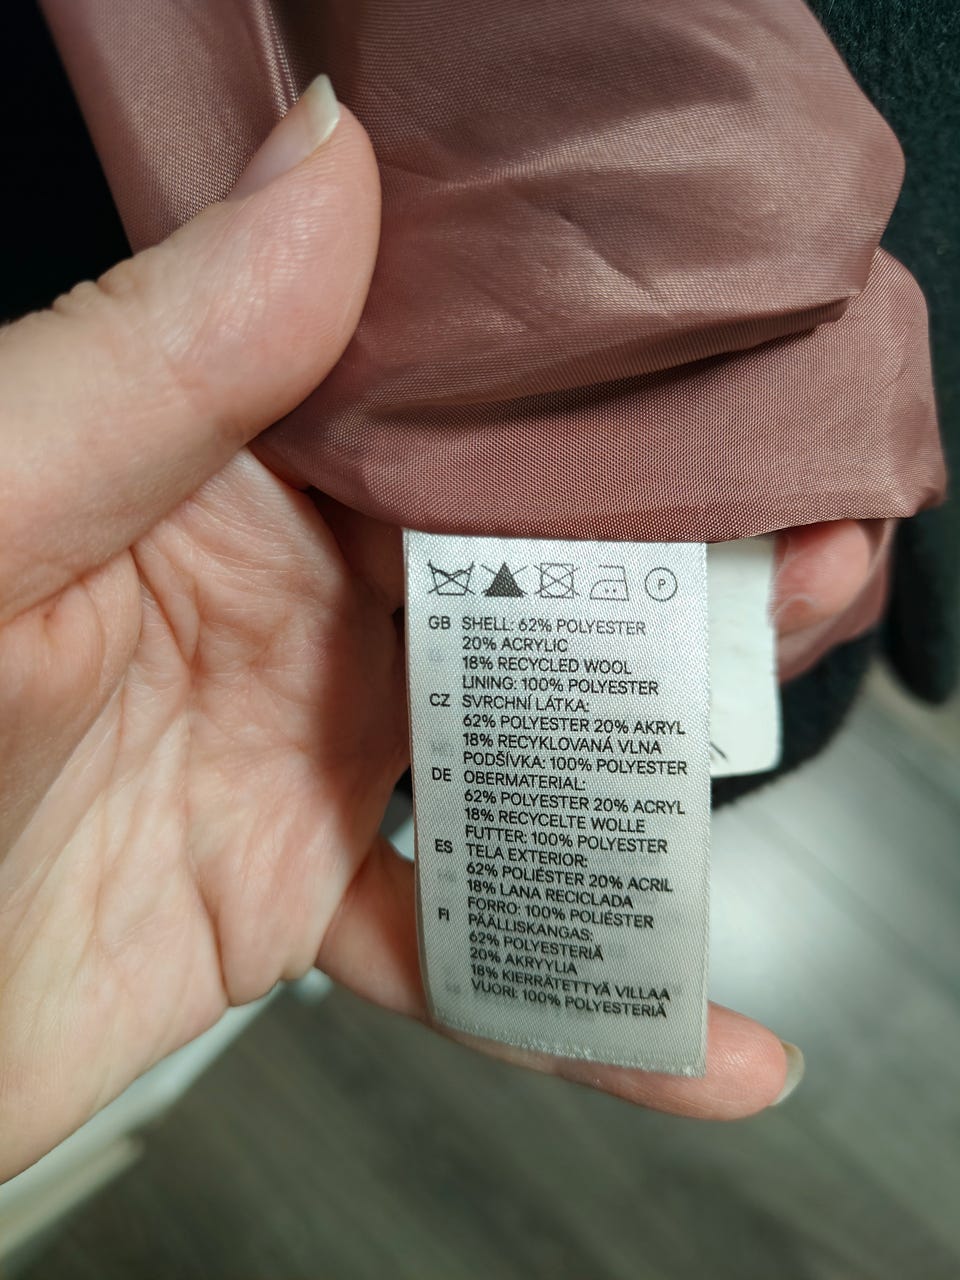 P
GB SHELL: 62% POLYESTER
20% ACRYLIC
18% RECYCLED WOOL
LINING: 100% POLYESTER
CZ SVRCHNÍ LÁTKA:
62% POLYESTER 20% AKRYL
18% RECYKLOVANÁ VLNA
PODŠÍVKA: 100% POLYESTER
DE OBERMATERIAL:
62% POLYESTER 20% ACRYL
18% RECYCELTE WOLLE
FUTTER: 100% POLYESTER
ES TELA EXTERIOR:
62% POLIÉSTER 20% ACRIL
18% LANA RECICLADA
FORRO: 100% POLIÉSTER
FI PÄÄLLISKANGAS:
62% POLYESTERIÄ
20% AKRYYLIA
18% KIERRÄTETTYÄ VILLAA
VUORI: 100% POLYESTERIÄ